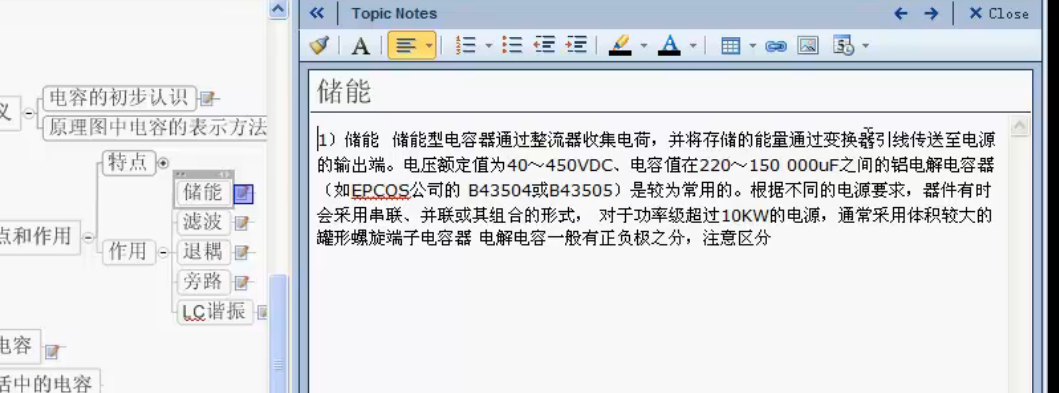 Topic Notes
Close
A
A
储能
1）储能 储能型电容器通过整流器收集电荷，并将存储的能量通过变换器引线传送至电源
的输出端。电压额定值为40～450VDC、电容值在220～150 000uF之间的铝电解电容器
（如EPCOS公司的 B43504或B43505）是较为常用的。根据不同的电源要求，器件有时
会采用串联、并联或其组合的形式， 对于功率级超过10KW的电源，通常采用体积较大的
罐形螺旋端子电容器 电解电容一般有正负极之分，注意区分
义
电容的初步认识
原理图中电容的表示方法
特点
储能
滤波
点和作用
作用
退耦
旁路
LC谐振
电容
活中的电容